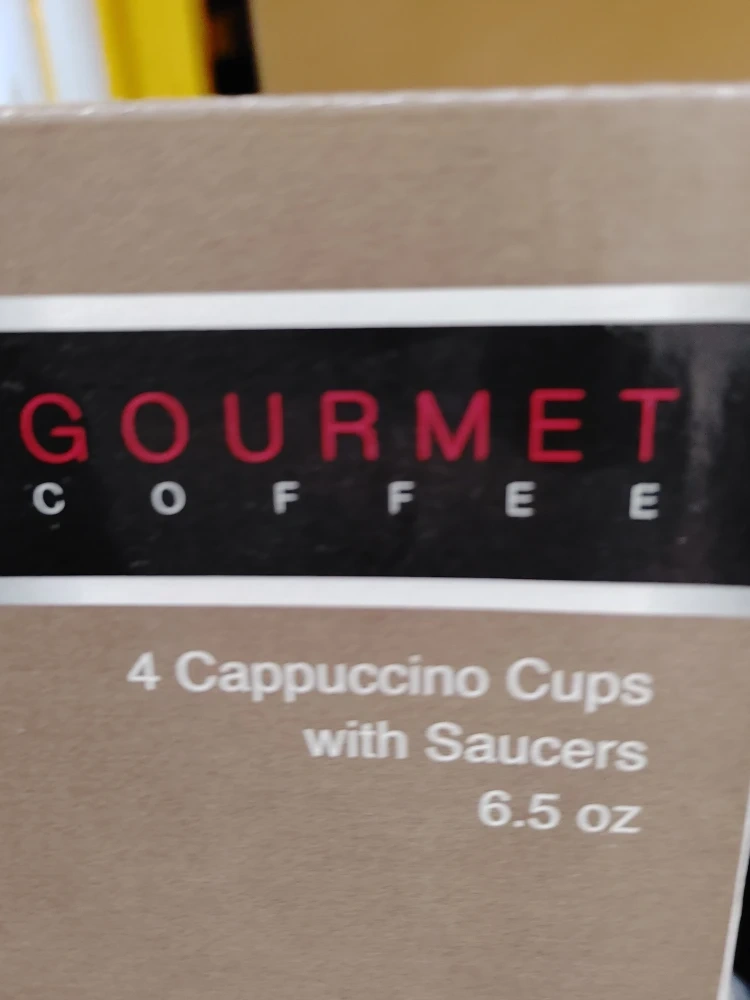 GOURMET
COFFEE
4 Cappuccino Cups
with Saucers
6.5 oz